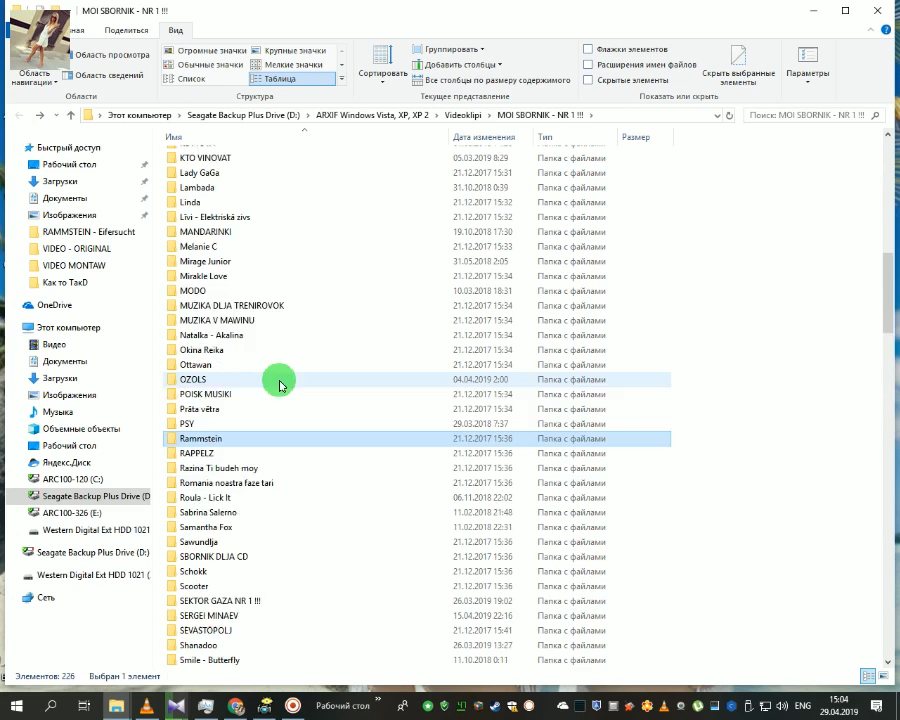 MOI SBORNIK - NR 1 !!!
Поделиться
Вид
Область навигации
Область просмотра
Область сведений
Области
Огромные значки
Крупные значки
Обычные значки
Мелкие значки
Список
Таблица
Структура
Сортировать
Группировать
Добавить столбцы
Все столбцы по размеру содержимого
Текущее представление
Флажки элементов
Расширения имен файлов
Скрытые элементы
Скрыть выбранные элементы
Показать или скрыть
Параметры
Этот компьютер > Seagate Backup Plus Drive (D:) > ARXIF Windows Vista, XP, XP 2 > Videoklipi > MOI SBORNIK - NR 1 !!! >
Поиск: MOI SBORNIK - NR 1 !!!
Имя Дата изменения Тип Размер
KTO VINOVAT 05.03.2019 8:29 Папка с файлами
Lady GaGa 21.12.2017 15:31 Папка с файлами
Lambada 31.10.2018 0:39 Папка с файлами
Linda 21.12.2017 15:32 Папка с файлами
Līvi - Elektriskā zivs 21.12.2017 15:32 Папка с файлами
MANDARINKI 19.10.2018 17:30 Папка с файлами
Melanie C 21.12.2017 15:33 Папка с файлами
Mirage Junior 31.05.2018 2:05 Папка с файлами
Mirakle Love 21.12.2017 15:34 Папка с файлами
MODO 10.03.2018 18:31 Папка с файлами
MUZIKA DLJA TRENIROVOK 21.12.2017 15:34 Папка с файлами
MUZIKA V MAWINU 21.12.2017 15:34 Папка с файлами
Natalka - Akalina 21.12.2017 15:34 Папка с файлами
Okina Reika 21.12.2017 15:34 Папка с файлами
Ottawan 21.12.2017 15:34 Папка с файлами
OZOLS 04.04.2019 2:00 Папка с файлами
POISK MUSIKI 21.12.2017 15:34 Папка с файлами
Prāta vētra 21.12.2017 15:34 Папка с файлами
PSY 29.03.2018 7:37 Папка с файлами
Rammstein 21.12.2017 15:36 Папка с файлами
RAPPELZ 21.12.2017 15:36 Папка с файлами
Razina Ti budeh moy 21.12.2017 15:36 Папка с файлами
Romania noastra faze tari 21.12.2017 15:36 Папка с файлами
Roula - Lick It 06.11.2018 22:02 Папка с файлами
Sabrina Salerno 11.02.2018 21:48 Папка с файлами
Samantha Fox 11.02.2018 22:31 Папка с файлами
Sawundlja 21.12.2017 15:36 Папка с файлами
SBORNIK DLJA CD 21.12.2017 15:36 Папка с файлами
Schokk 21.12.2017 15:36 Папка с файлами
Scooter 21.12.2017 15:36 Папка с файлами
SEKTOR GAZA NR 1 !!! 26.03.2019 19:02 Папка с файлами
SERGEI MINAEV 15.04.2019 22:16 Папка с файлами
SEVASTOPOLJ 21.12.2017 15:41 Папка с файлами
Shanadoo 26.03.2019 13:27 Папка с файлами
Smile - Butterfly 11.10.2018 0:11 Папка с файлами
Быстрый доступ
Рабочий стол
Загрузки
Документы
Изображения
RAMMSTEIN - Eifersucht
VIDEO - ORIGINAL
VIDEO MONTAW
Как то ТакD
OneDrive
Этот компьютер
Видео
Документы
Загрузки
Изображения
Музыка
Объемные объекты
Рабочий стол
Яндекс.Диск
ARC100-120 (C:)
Seagate Backup Plus Drive (D
ARC100-326 (E:)
Western Digital Ext HDD 1021
Seagate Backup Plus Drive (D:)
Western Digital Ext HDD 1021 (
Сеть
Элементов: 226 Выбран 1 элемент
Рабочий стол
ENG
15:04
29.04.2019